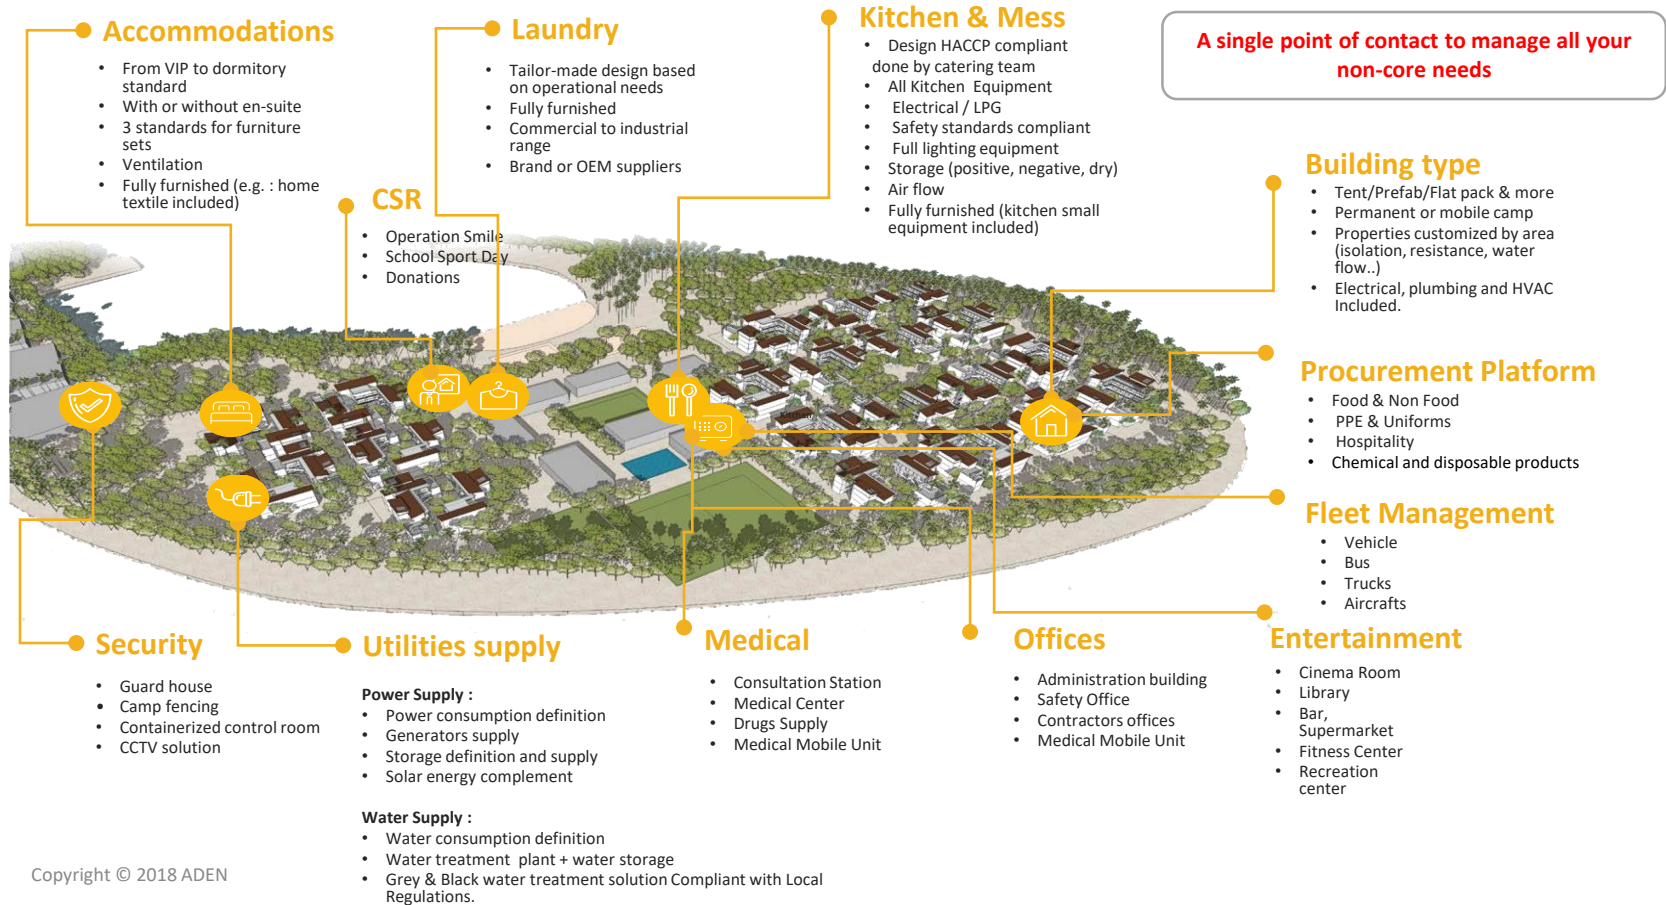 Accommodations
• From VIP to dormitory
standard
• With or without en-suite
• 3 standards for furniture
sets
• Ventilation
• Fully furnished (e.g. : home
textile included)
CSR
• Operation Smile
• School Sport Day
• Donations
Laundry
• Tailor-made design based
on operational needs
• Fully furnished
• Commercial to industrial
range
• Brand or OEM suppliers
Kitchen & Mess
• Design HACCP compliant
done by catering team
• All Kitchen Equipment
• Electrical / LPG
• Safety standards compliant
• Full lighting equipment
• Storage (positive, negative, dry)
• Air flow
• Fully furnished (kitchen small
equipment included)
A single point of contact to manage all your
non-core needs
Building type
• Tent/Prefab/Flat pack & more
• Permanent or mobile camp
• Properties customized by area
(isolation, resistance, water
flow..)
• Electrical, plumbing and HVAC
Included.
Procurement Platform
• Food & Non Food
• PPE & Uniforms
• Hospitality
• Chemical and disposable products
Kitchen
Fleet Management
• Vehicle
• Bus
• Trucks
• Aircrafts
Security
• Guard house
• Camp fencing
• Containerized control room
• CCTV solution
Utilities supply
Power Supply :
• Power consumption definition
• Generators supply
• Storage definition and supply
• Solar energy complement
Water Supply :
• Water consumption definition
• Water treatment plant + water storage
• Grey & Black water treatment solution Compliant with Local
Regulations.
Medical
• Consultation Station
• Medical Center
• Drugs Supply
• Medical Mobile Unit
Offices
• Administration building
• Safety Office
• Contractors offices
• Medical Mobile Unit
Entertainment
• Cinema Room
• Library
• Bar,
Supermarket
• Fitness Center
• Recreation
center
Copyright © 2018 ADEN